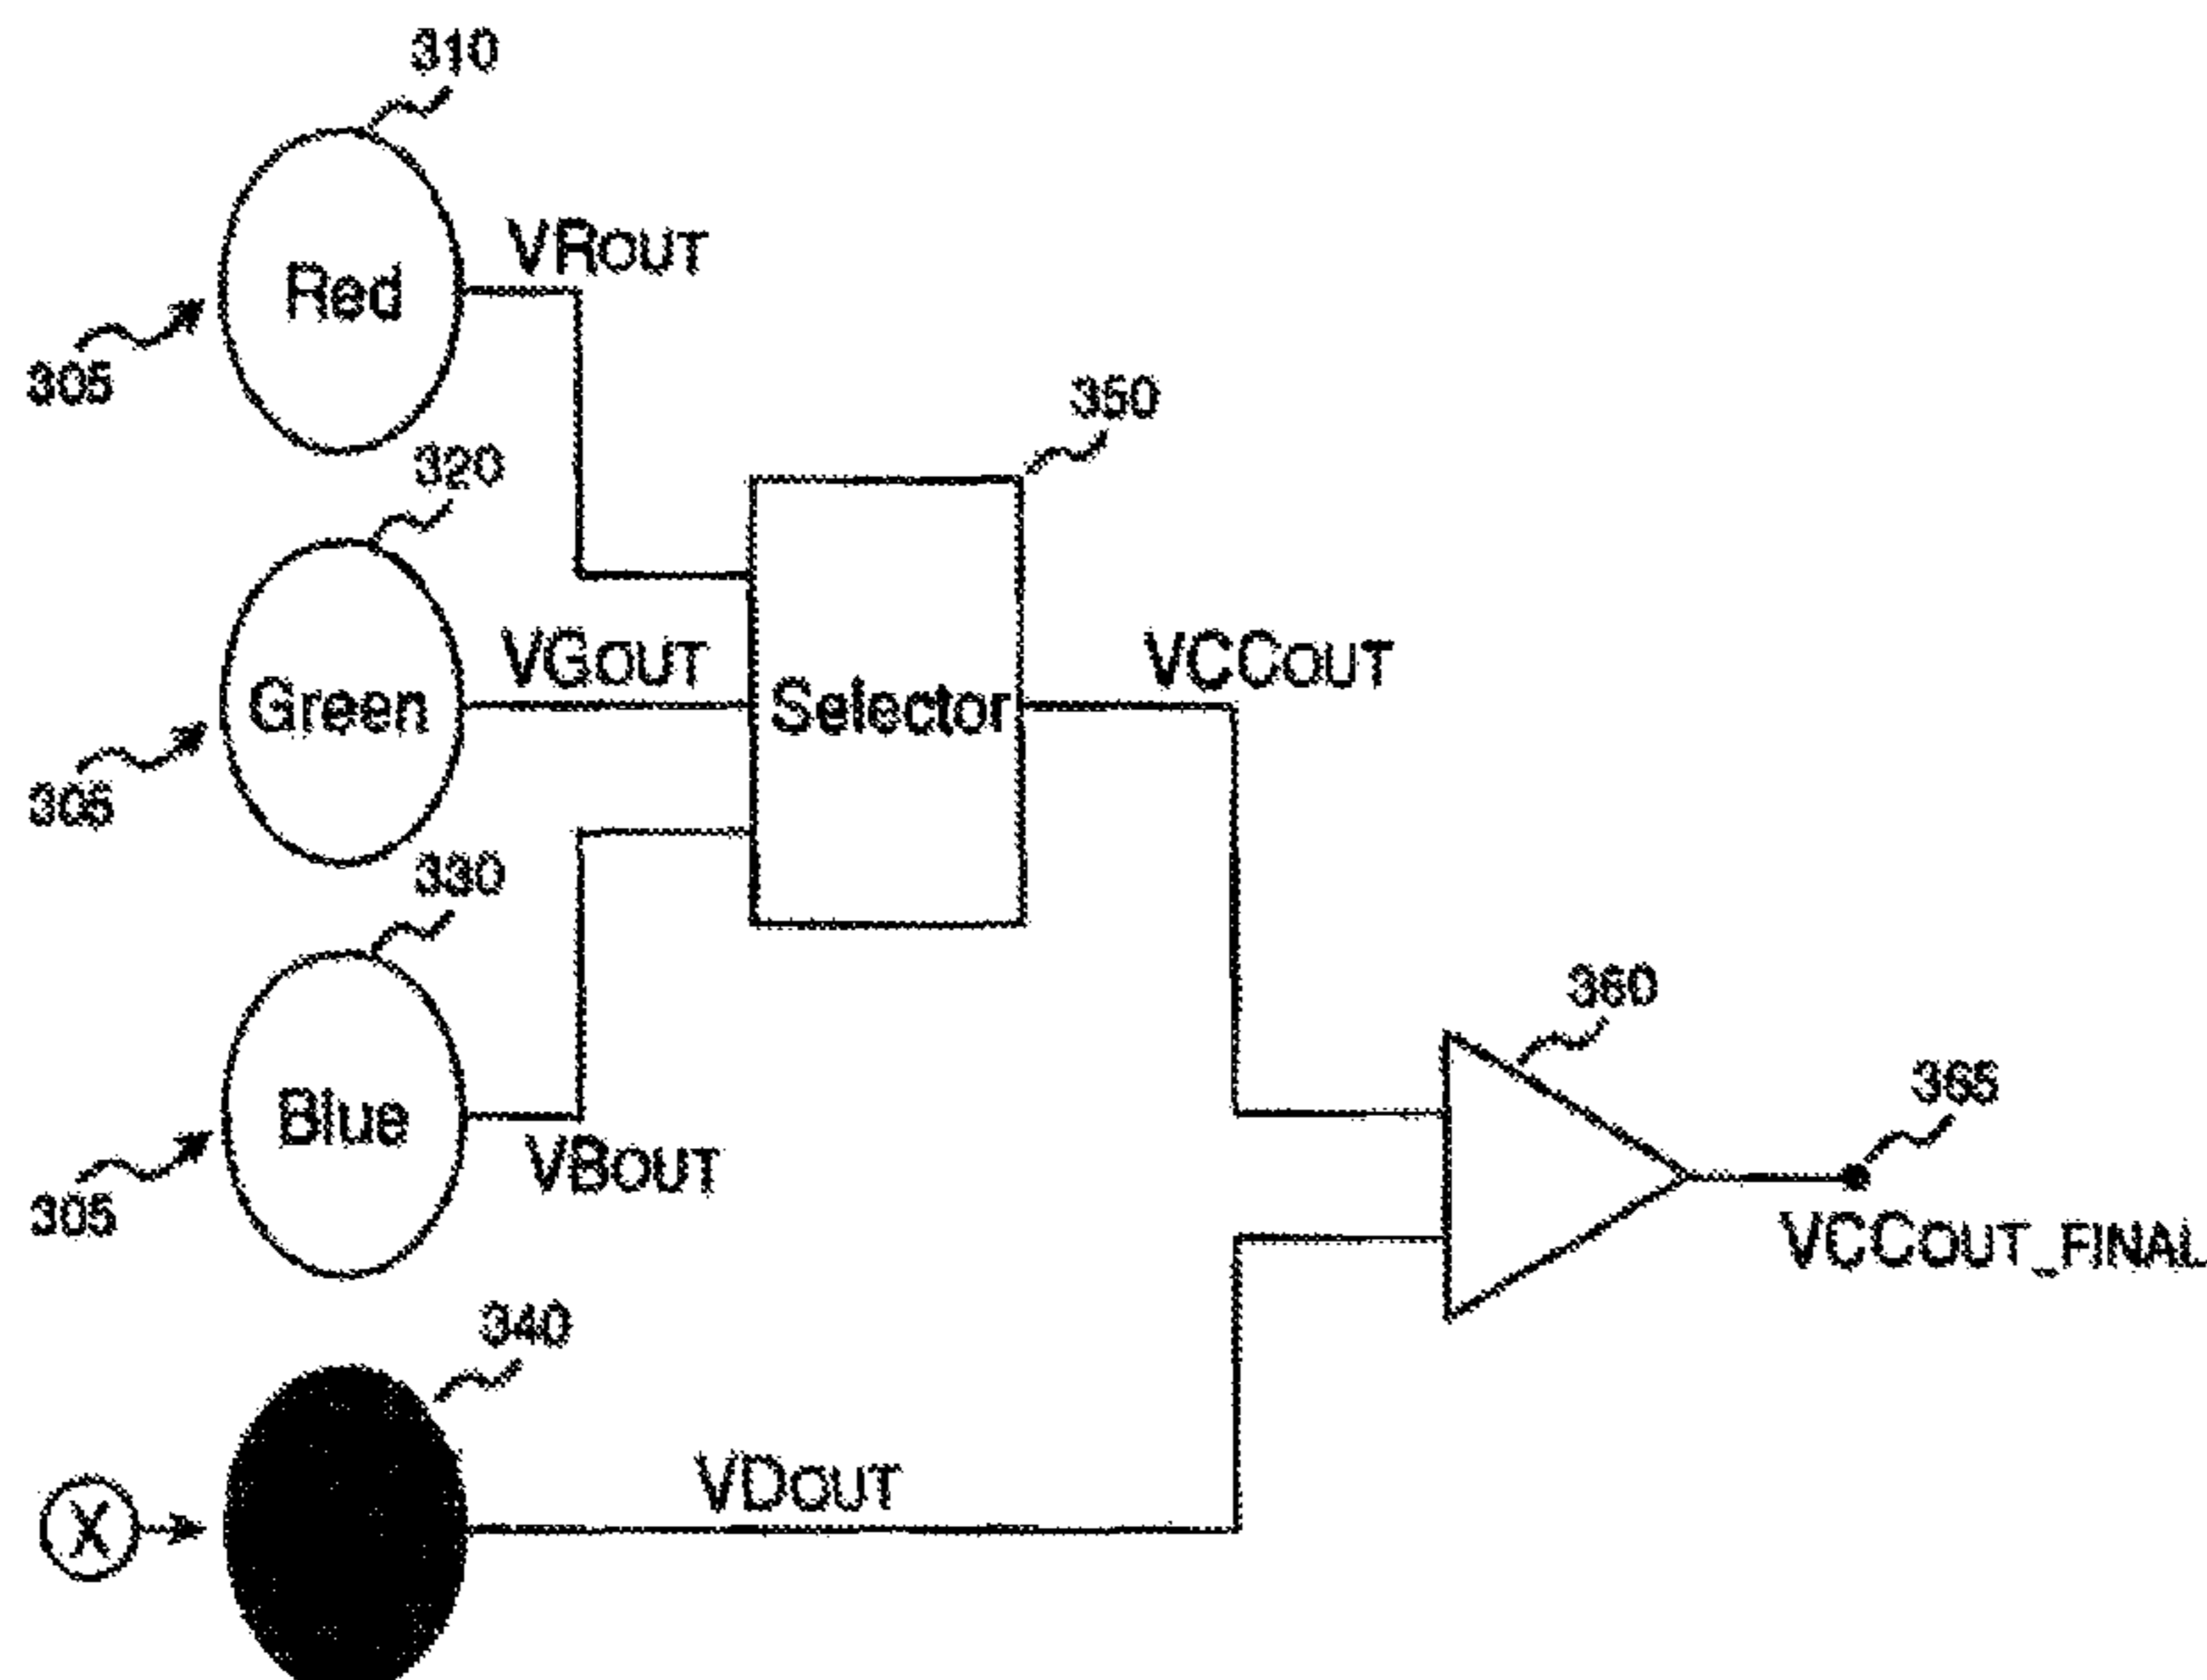 310
Red
VROUT
305
350
320
Green
VGOUT
Selector
VCCOUT
305
330
Blue
VBOUT
305
360
365
VCCOUT_FINAL
340
X
VDOUT